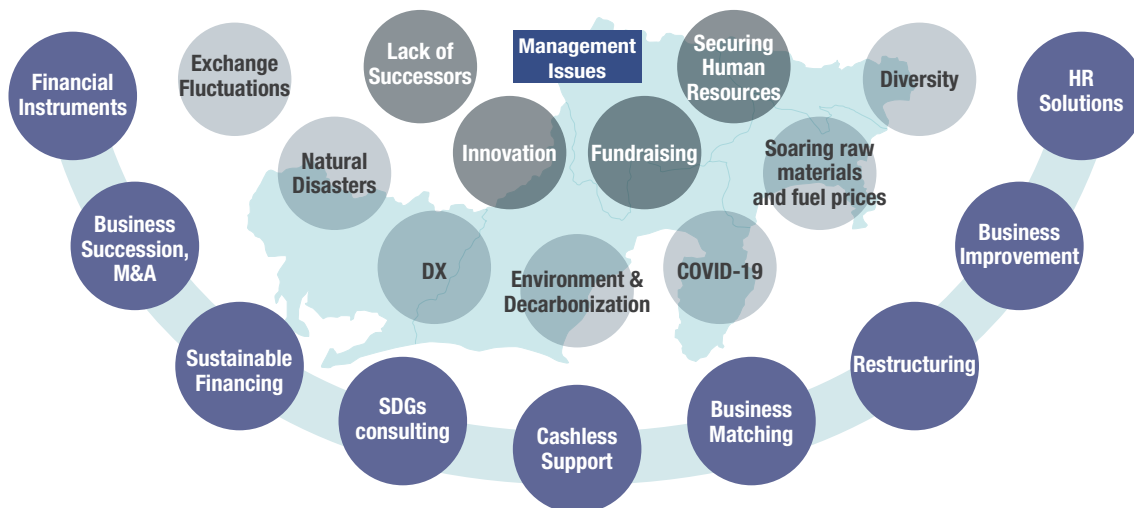 Management
Issues
Exchange
Fluctuations
Lack of
Successors
Securing
Human
Resources
Diversity
Natural
Disasters
Innovation
Fundraising
Soaring raw
materials
and fuel prices
DX
Environment &
Decarbonization
COVID-19
Financial
Instruments
Business
Succession,
M&A
Sustainable
Financing
SDGs
consulting
Cashless
Support
Business
Matching
Restructuring
Business
Improvement
HR
Solutions